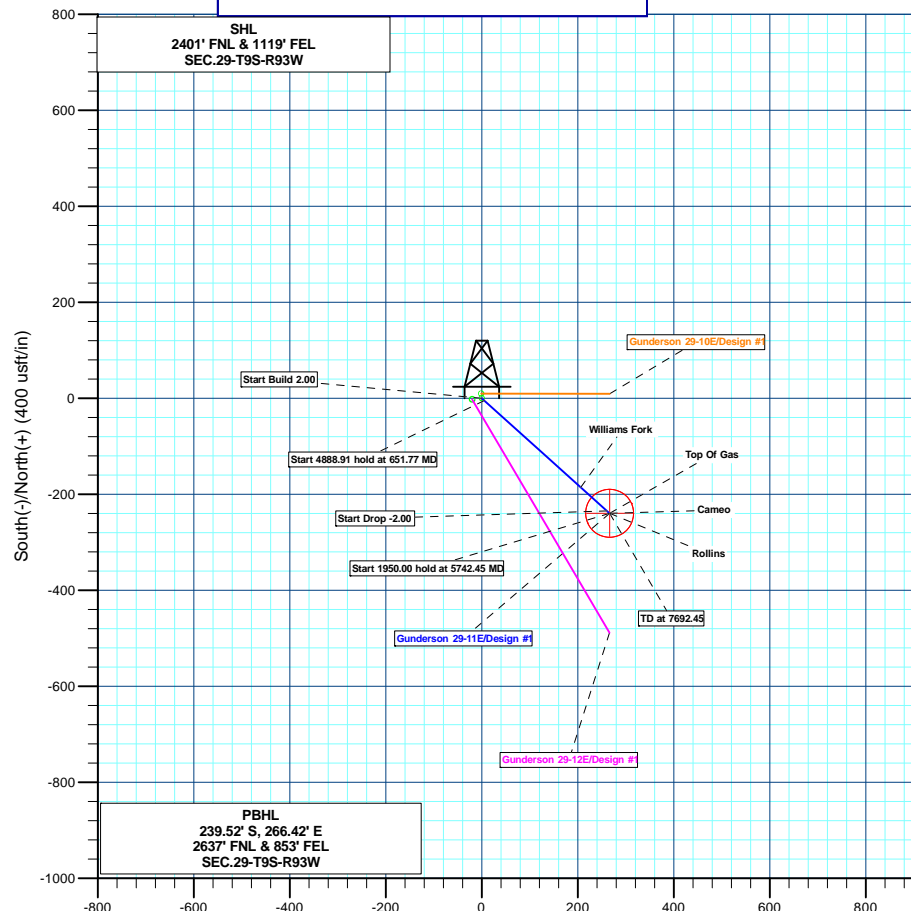 SHL
2401' FNL & 1119' FEL
SEC.29-T9S-R93W
800
600
400
200
0
-200
-400
-600
-800
-1000
South(-)/North(+) (400 usft/in)
Gunderson 29-10E/Design #1
Start Build 2.00
Williams Fork
Start 4888.91 hold at 651.77 MD
Top Of Gas
Cameo
Start Drop -2.00
Rollins
Start 1950.00 hold at 5742.45 MD
TD at 7692.45
Gunderson 29-11E/Design #1
Gunderson 29-12E/Design #1
PBHL
239.52' S, 266.42' E
2637' FNL & 853' FEL
SEC.29-T9S-R93W
-800
-600
-400
-200
0
200
400
600
800